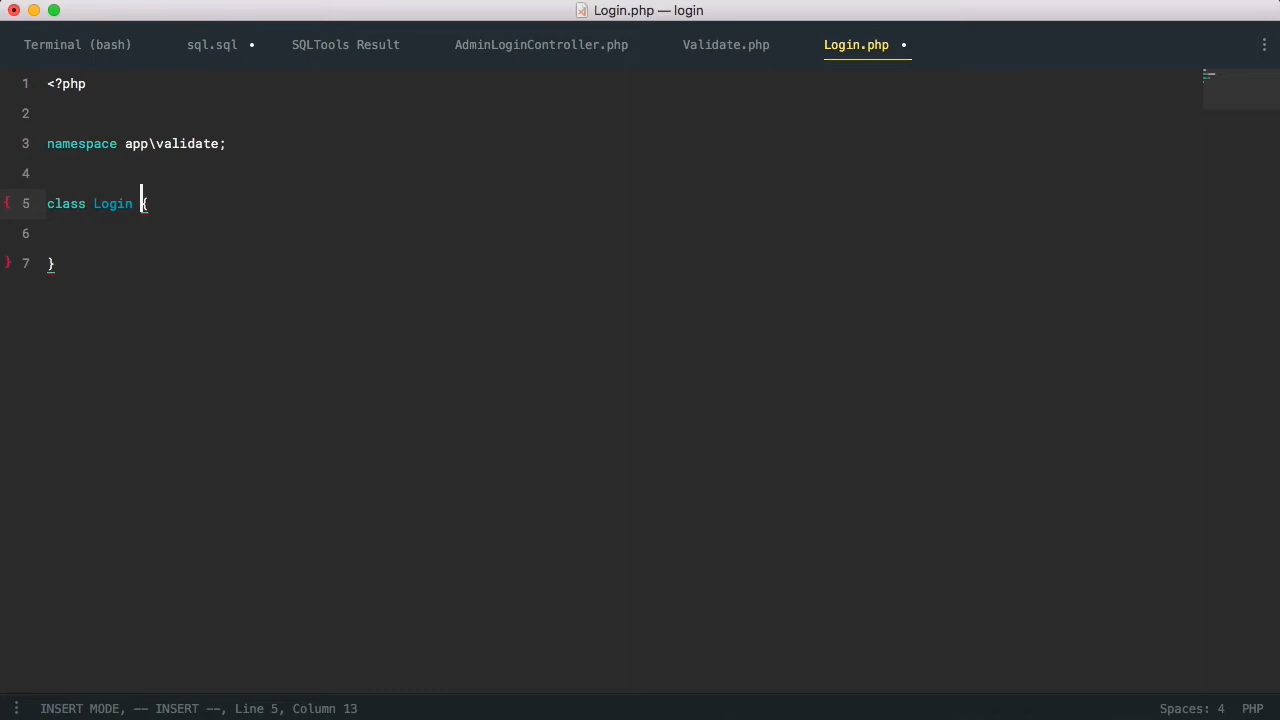 Login.php — login
Terminal (bash) sql.sql • SQLTools Result AdminLoginController.php Validate.php Login.php •
1 <?php
2
3 namespace app\validate;
4
{ 5 class Login {
6
} 7 }
INSERT MODE, -- INSERT --, Line 5, Column 13 Spaces: 4 PHP